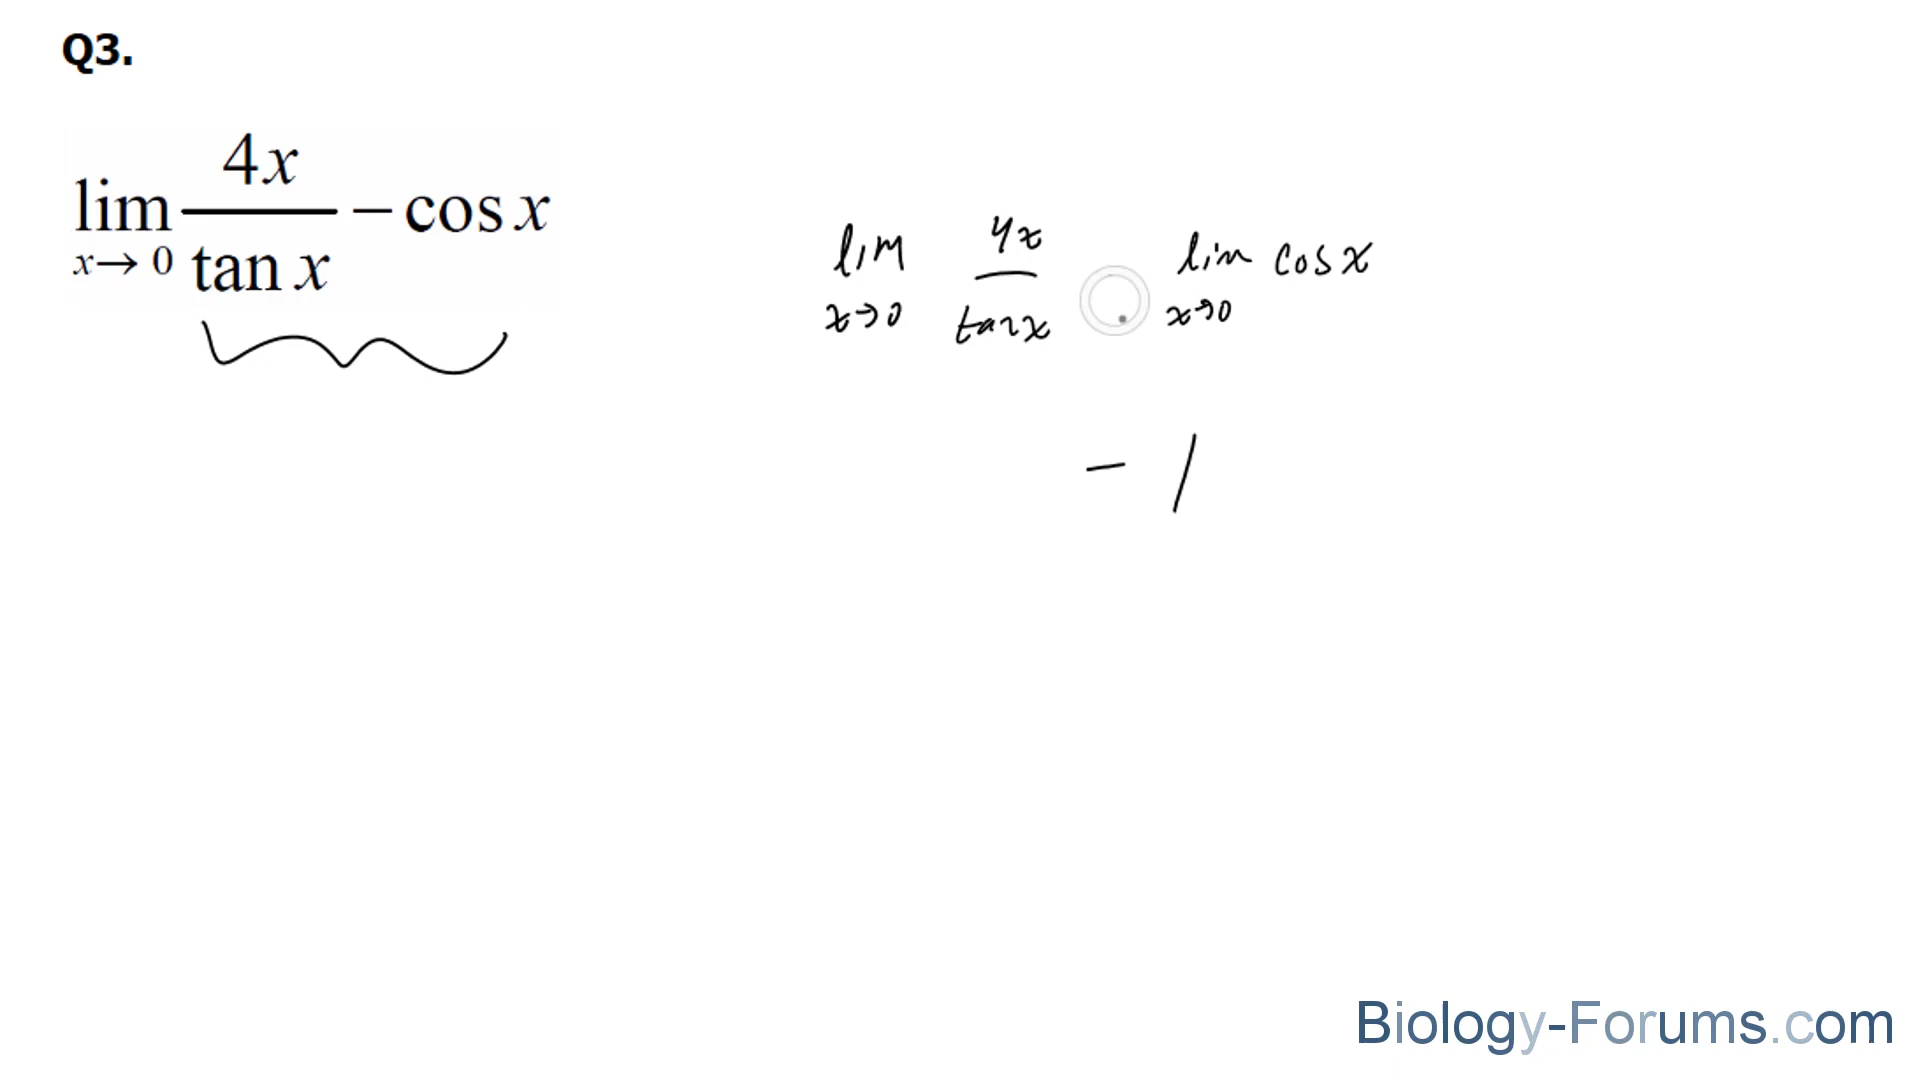 Q3.
lim x→0 4x/tan x − cos x
lim x→0 4x/tan x lim x→0 cos x
− 1
Biology-Forums.com